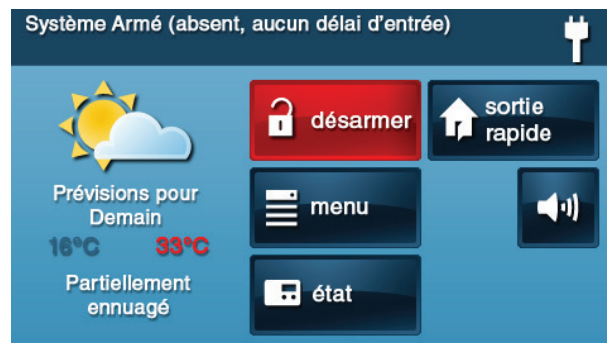 Système Armé (absent, aucun délai d'entrée)
désarmer
sortie
rapide
Prévisions pour
Demain
16°C 33°C
Partiellement
ennuagé
menu
état